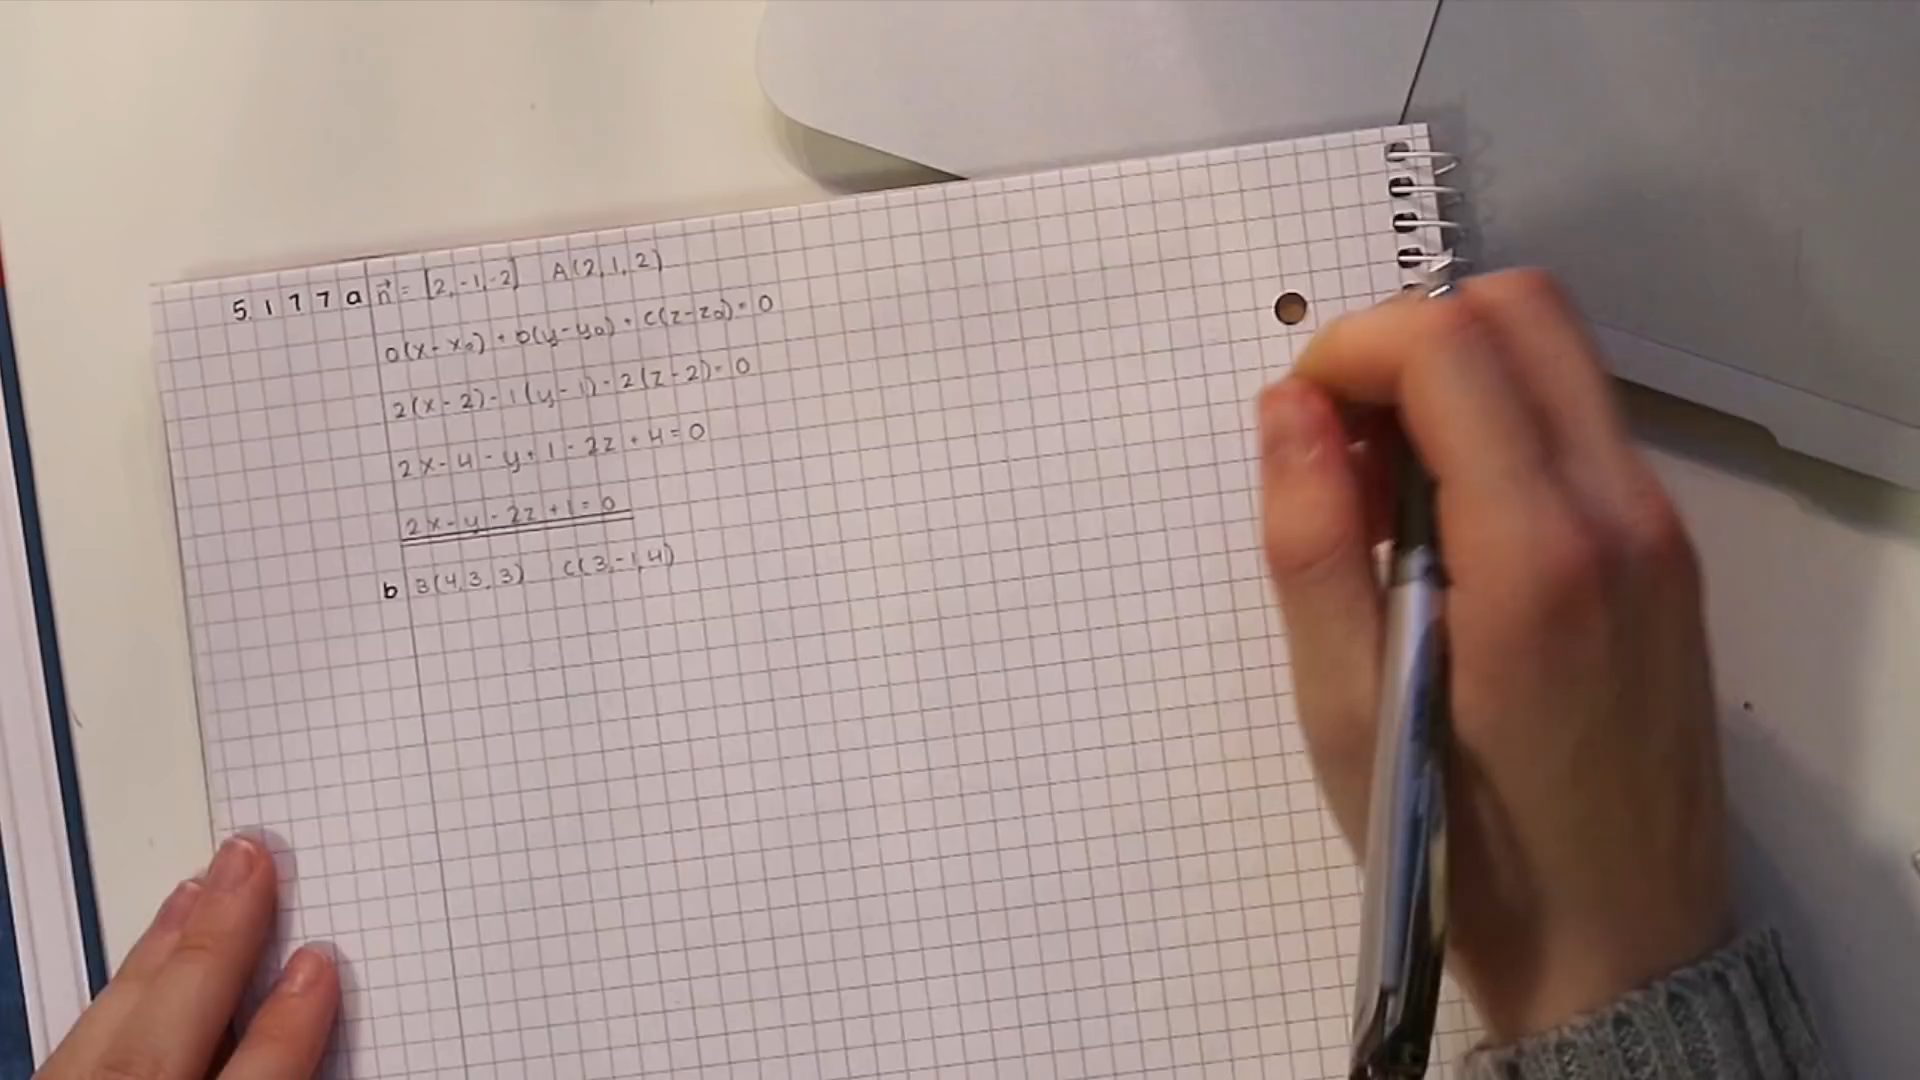 5.177a n⃗ = [2,-1,-2] A(2,1,2)
a(x-x₀) + b(y-y₀) + c(z-z₀) = 0
2(x-2)-1(y-1)-2(z-2)=0
2x-4-y+1-2z+4=0
2x-y-2z+1=0
b B(4,3,3) C(3,-1,4)